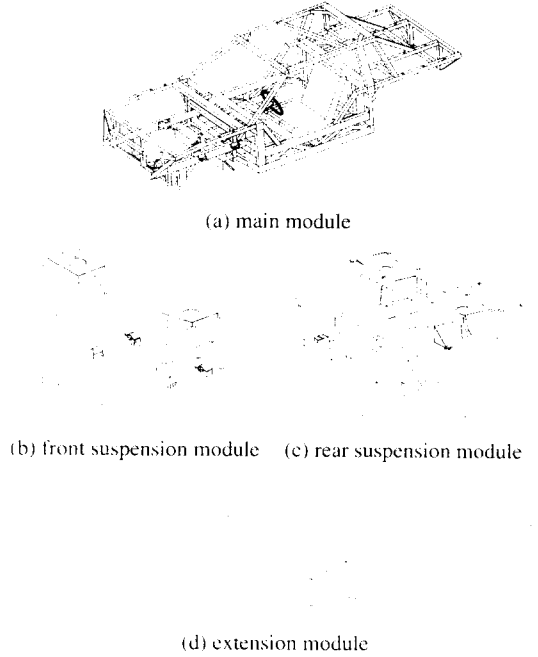 (a) main module
(b) front suspension module (c) rear suspension module
(d) extension module